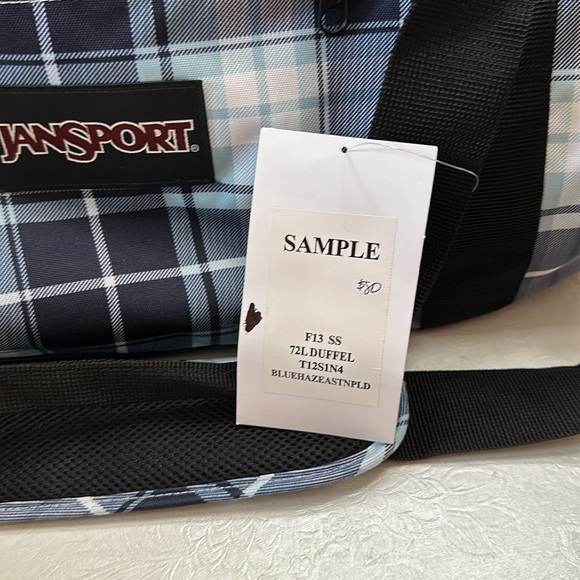 JANSPORT
SAMPLE
$80
F13 SS
72L DUFFEL
T12S1N4
BLUEHAZEASTNPLD